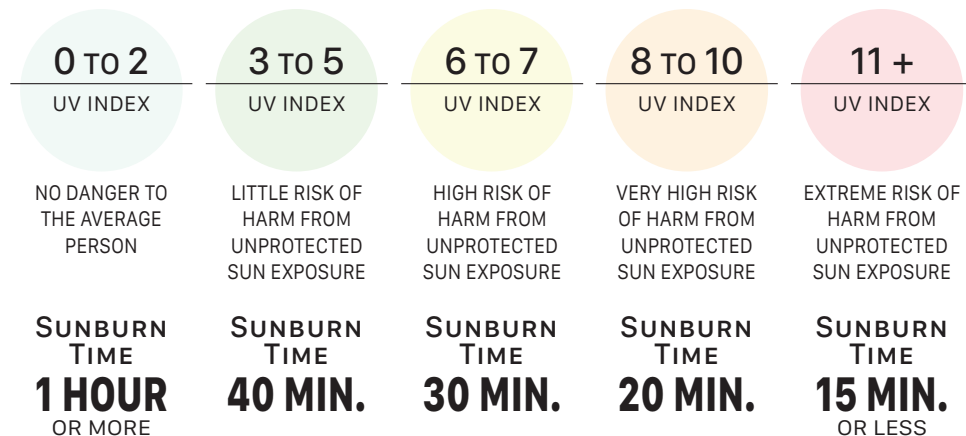 0 TO 2
UV INDEX
NO DANGER TO
THE AVERAGE
PERSON
SUNBURN
TIME
1 HOUR
OR MORE
3 TO 5
UV INDEX
LITTLE RISK OF
HARM FROM
UNPROTECTED
SUN EXPOSURE
SUNBURN
TIME
40 MIN.
6 TO 7
UV INDEX
HIGH RISK OF
HARM FROM
UNPROTECTED
SUN EXPOSURE
SUNBURN
TIME
30 MIN.
8 TO 10
UV INDEX
VERY HIGH RISK
OF HARM FROM
UNPROTECTED
SUN EXPOSURE
SUNBURN
TIME
20 MIN.
11 +
UV INDEX
EXTREME RISK OF
HARM FROM
UNPROTECTED
SUN EXPOSURE
SUNBURN
TIME
15 MIN.
OR LESS